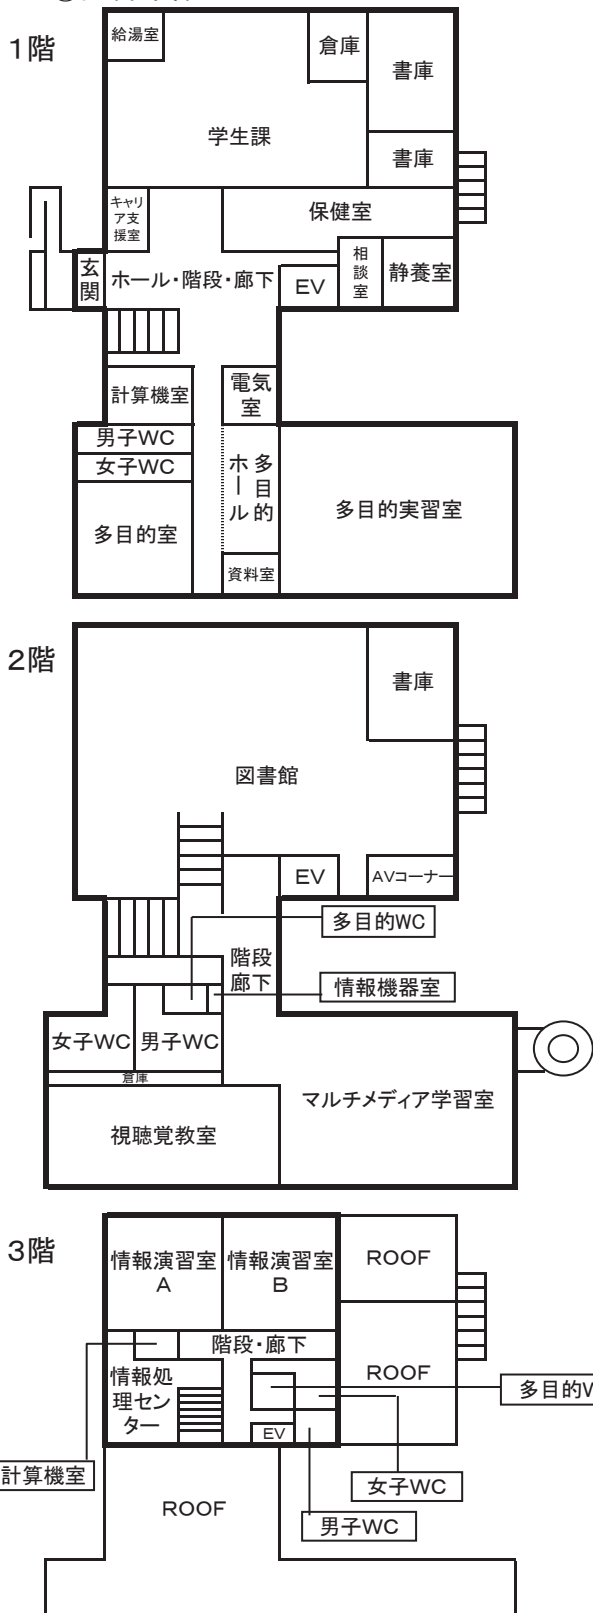 1階
給湯室
倉庫
書庫
学生課
書庫
キャリ
ア支
援室
保健室
玄
関
ホール・階段・廊下
EV
相
談
室
静養室
計算機室
電気
室
男子WC
女子WC
多目的
ホール
多目的実習室
多目的室
資料室
2階
書庫
図書館
EV
AVコーナー
多目的WC
階段
廊下
情報機器室
女子WC
男子WC
倉庫
マルチメディア学習室
視聴覚教室
3階
情報演習室
A
情報演習室
B
ROOF
階段・廊下
ROOF
情報処
理セン
ター
多目的
EV
計算機室
女子WC
ROOF
男子WC